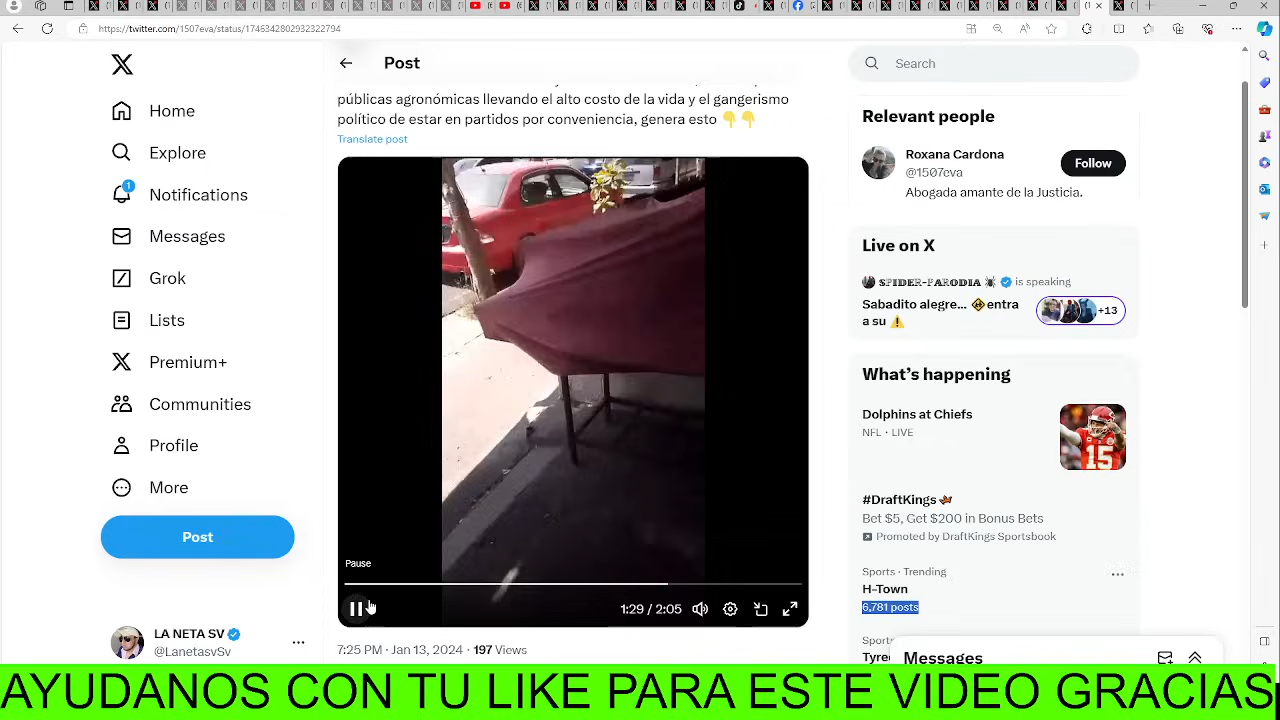 https://twitter.com/1507eva/status/1746342802932322794
Home
Explore
1
Notifications
Messages
Grok
Lists
Premium+
Communities
Profile
More
Post
LA NETA SV
@LanetasvSv
Post
públicas agronómicas llevando el alto costo de la vida y el gangerismo
político de estar en partidos por conveniencia, genera esto 👇👇
Translate post
Pause
1:29 / 2:05
7:25 PM · Jan 13, 2024 · 197 Views
Search
Relevant people
Roxana Cardona
@1507eva
Follow
Abogada amante de la Justicia.
Live on X
SPIDER-PARODIA 🕷 is speaking
Sabadito alegre... entra
a su ⚠️
+13
What's happening
Dolphins at Chiefs
NFL · LIVE
15
#DraftKings
Bet $5, Get $200 in Bonus Bets
Promoted by DraftKings Sportsbook
Sports · Trending
H-Town
6,781 posts
Messages
AYUDANOS CON TU LIKE PARA ESTE VIDEO GRACIAS